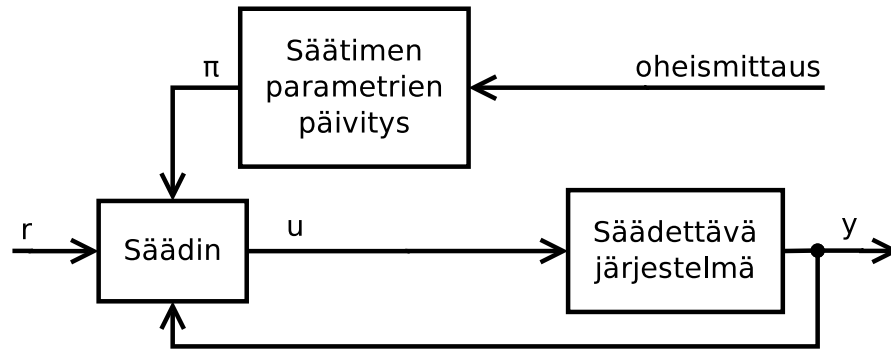 Säätimen
parametrien
päivitys
π
oheismittaus
r
Säädin
u
Säädettävä
järjestelmä
y